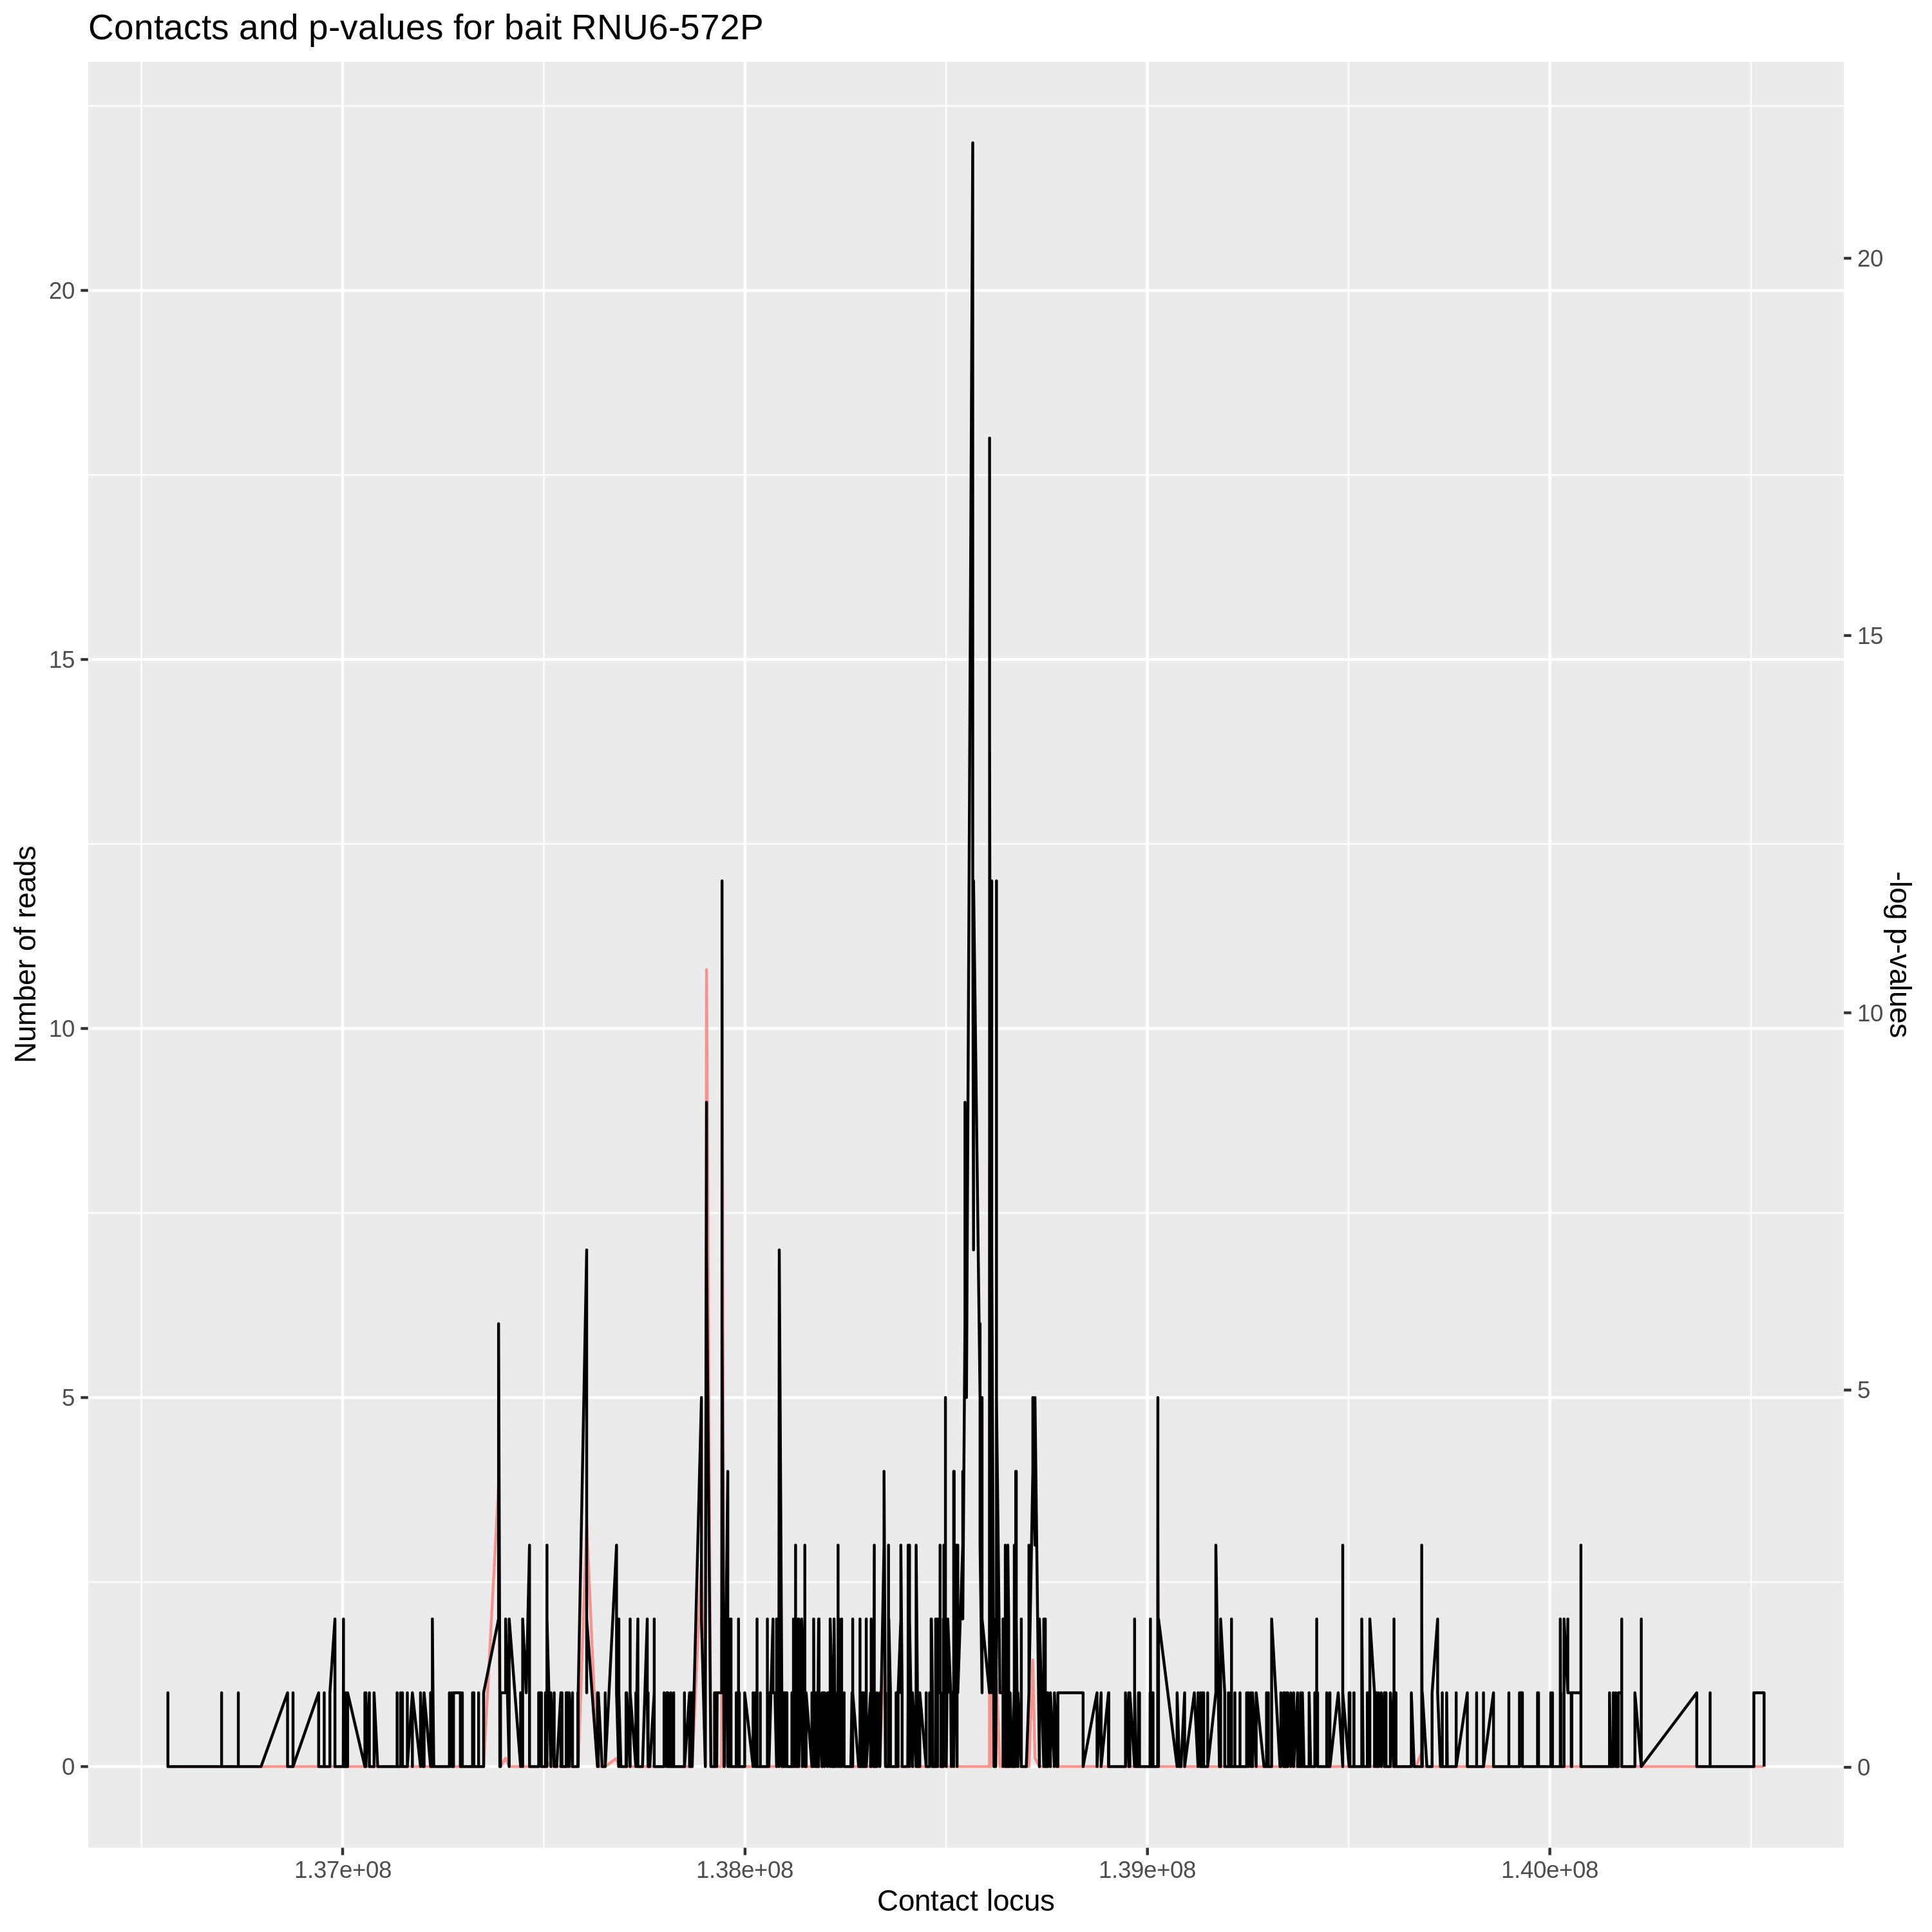 Contacts and p-values for bait RNU6-572P
20
15
10
5
0
Number of reads
20
15
10
5
0
-log p-values
1.37e+08
1.38e+08
1.39e+08
1.40e+08
Contact locus